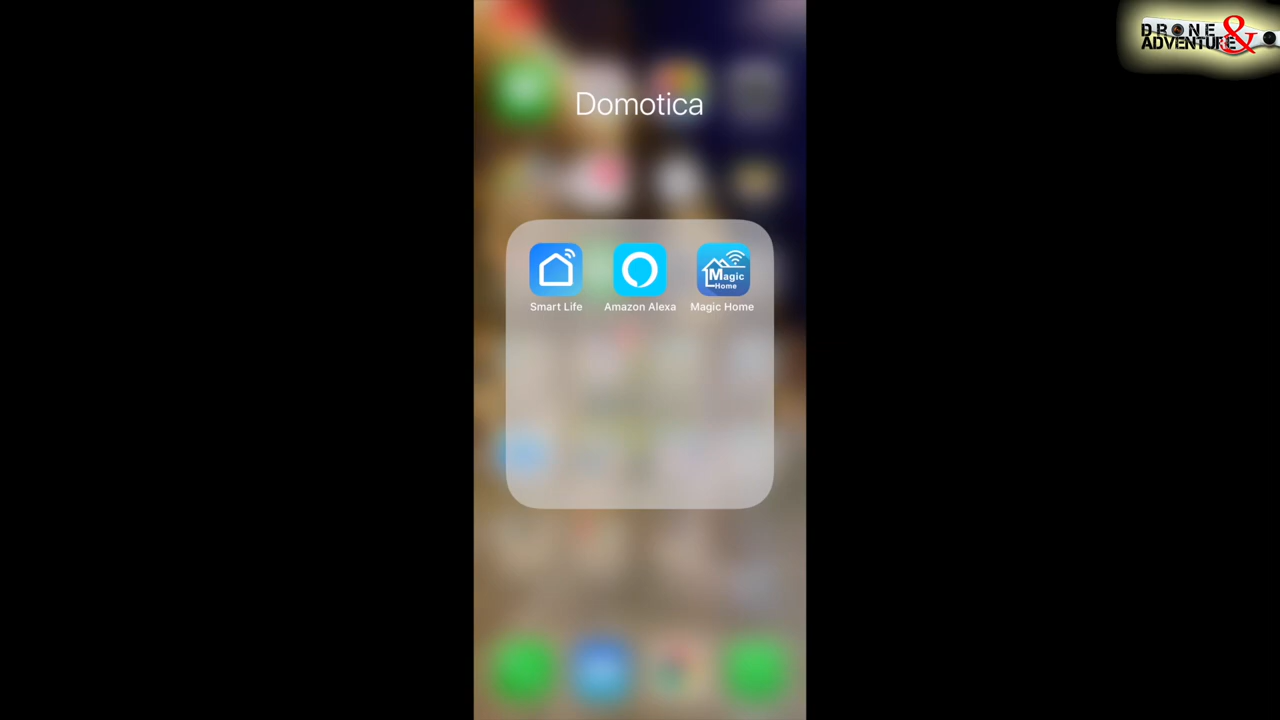 DRONE &
ADVENTURE
Domotica
Magic
Home
Smart Life
Amazon Alexa
Magic Home